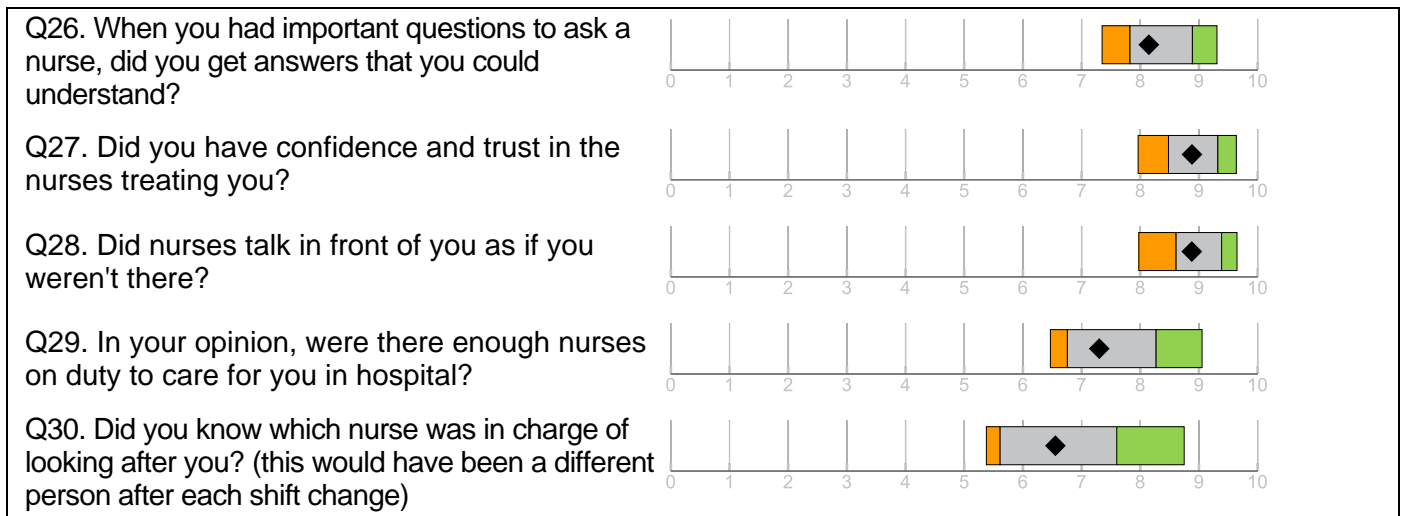 Q26. When you had important questions to ask a
nurse, did you get answers that you could
understand?
0 1 2 3 4 5 6 7 8 9 10
Q27. Did you have confidence and trust in the
nurses treating you?
0 1 2 3 4 5 6 7 8 9 10
Q28. Did nurses talk in front of you as if you
weren't there?
0 1 2 3 4 5 6 7 8 9 10
Q29. In your opinion, were there enough nurses
on duty to care for you in hospital?
0 1 2 3 4 5 6 7 8 9 10
Q30. Did you know which nurse was in charge of
looking after you? (this would have been a different
person after each shift change)
0 1 2 3 4 5 6 7 8 9 10